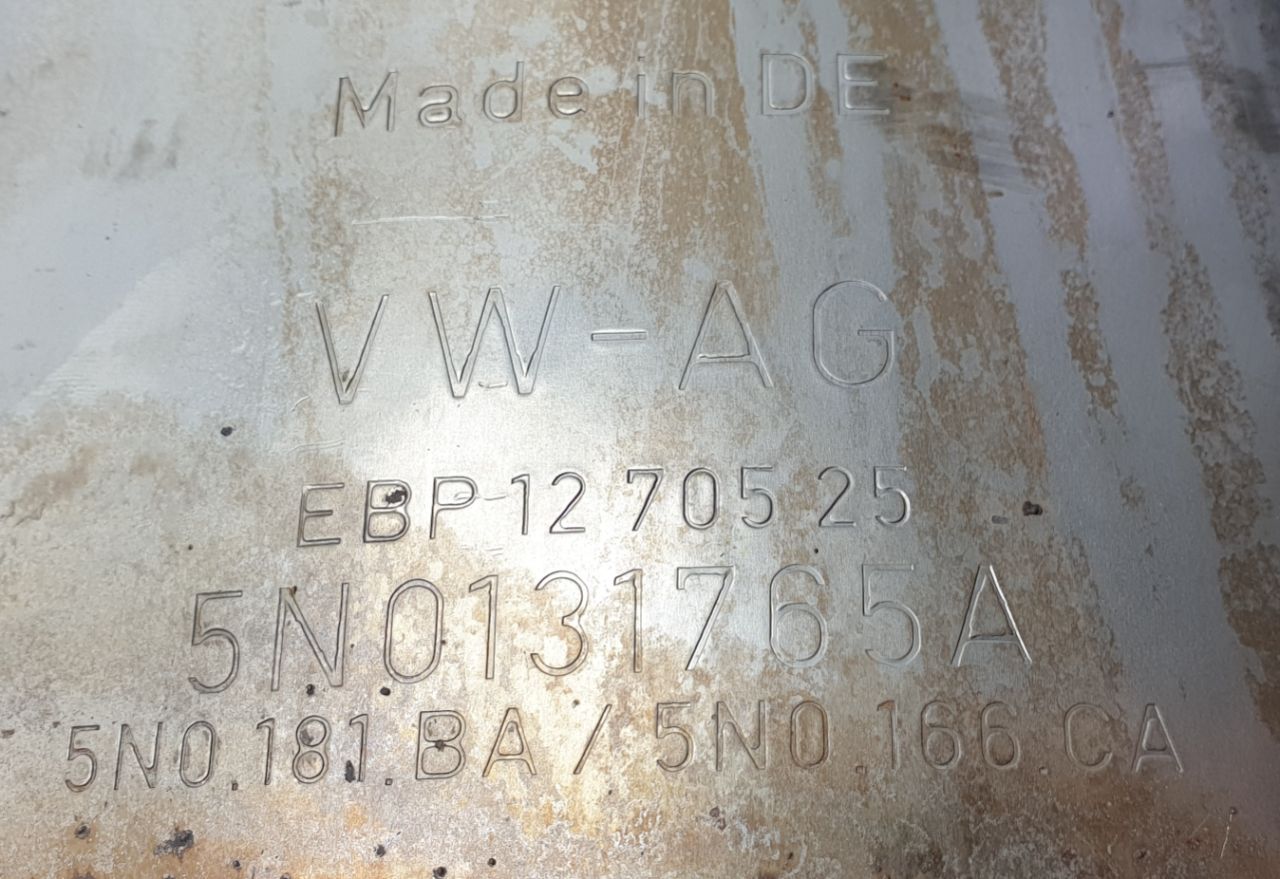 Made in DE
VW-AG
EBP 12 705 25
5N0131765A
5N0.181.BA / 5N0.166 CA